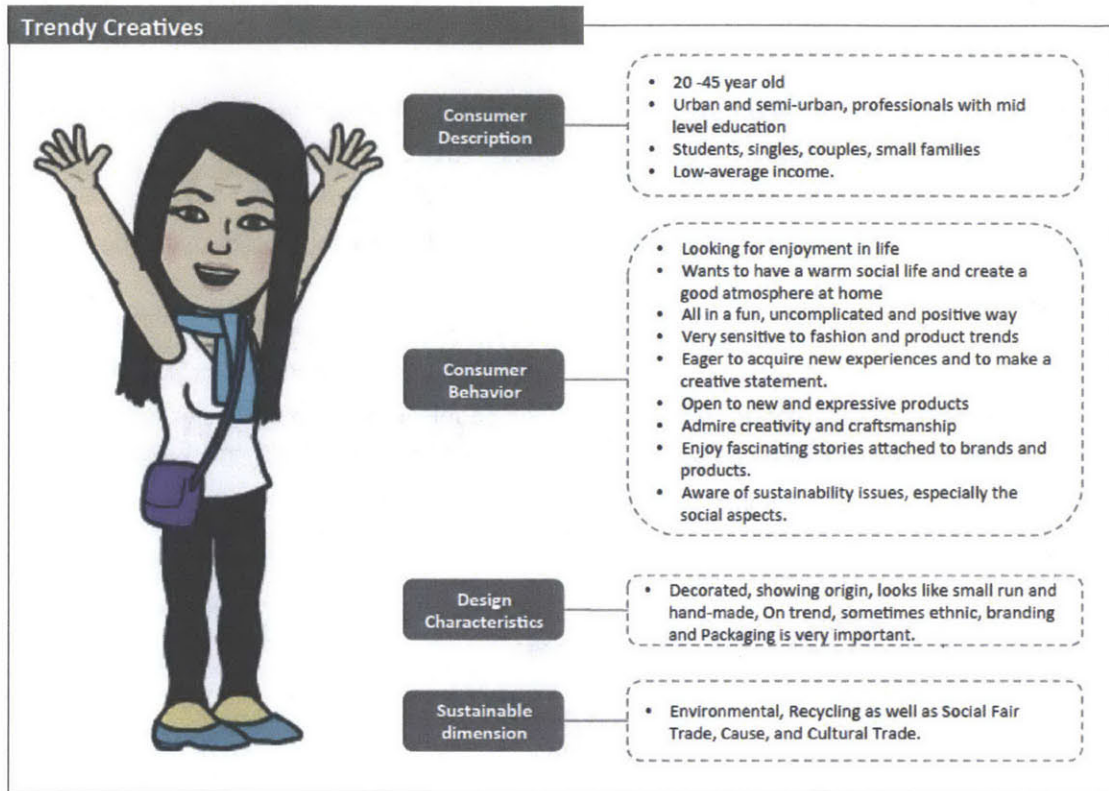 Trendy Creatives
Consumer
Description
• 20 -45 year old
• Urban and semi-urban, professionals with mid
level education
• Students, singles, couples, small families
• Low-average income.
Consumer
Behavior
• Looking for enjoyment in life
• Wants to have a warm social life and create a
good atmosphere at home
• All in a fun, uncomplicated and positive way
• Very sensitive to fashion and product trends
• Eager to acquire new experiences and to make a
creative statement.
• Open to new and expressive products
• Admire creativity and craftsmanship
• Enjoy fascinating stories attached to brands and
products.
• Aware of sustainability issues, especially the
social aspects.
Design
Characteristics
• Decorated, showing origin, looks like small run and
hand-made, On trend, sometimes ethnic, branding
and Packaging is very important.
Sustainable
dimension
• Environmental, Recycling as well as Social Fair
Trade, Cause, and Cultural Trade.